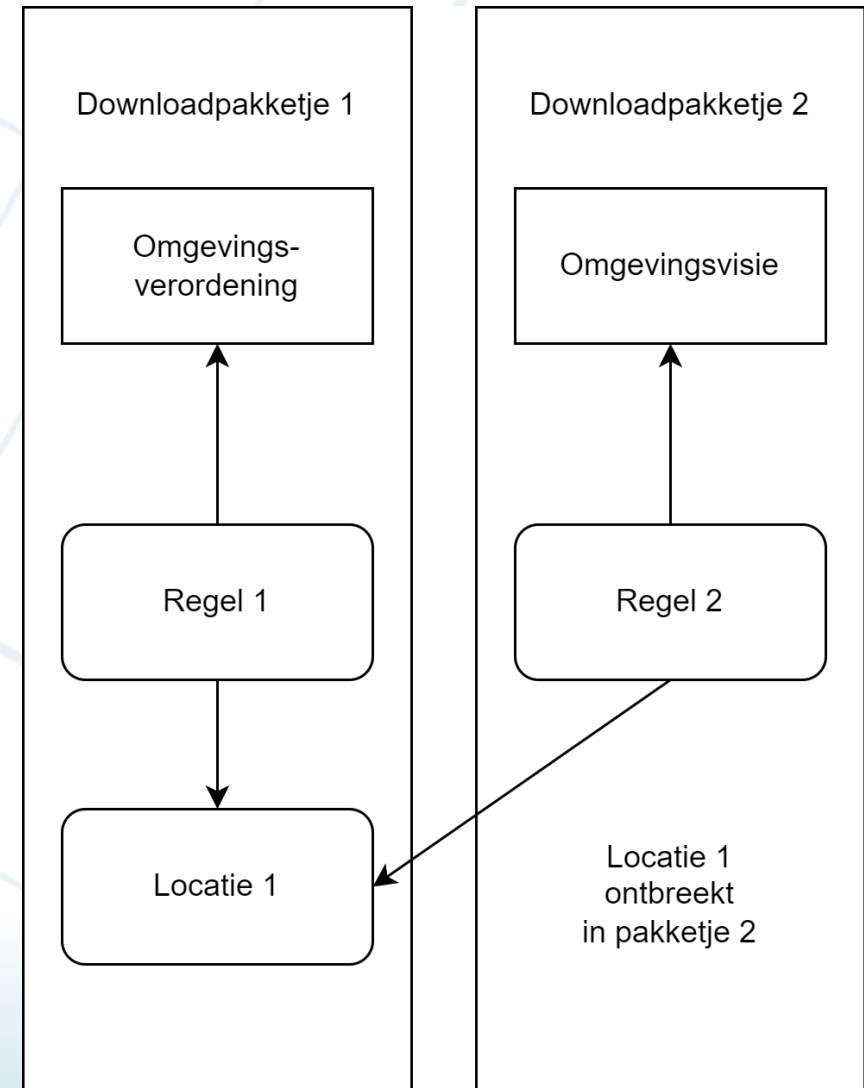 Downloadpakketje 1
Omgevings-
verordening
Regel 1
Locatie 1
Downloadpakketje 2
Omgevingsvisie
Regel 2
Locatie 1
ontbreekt
in pakketje 2